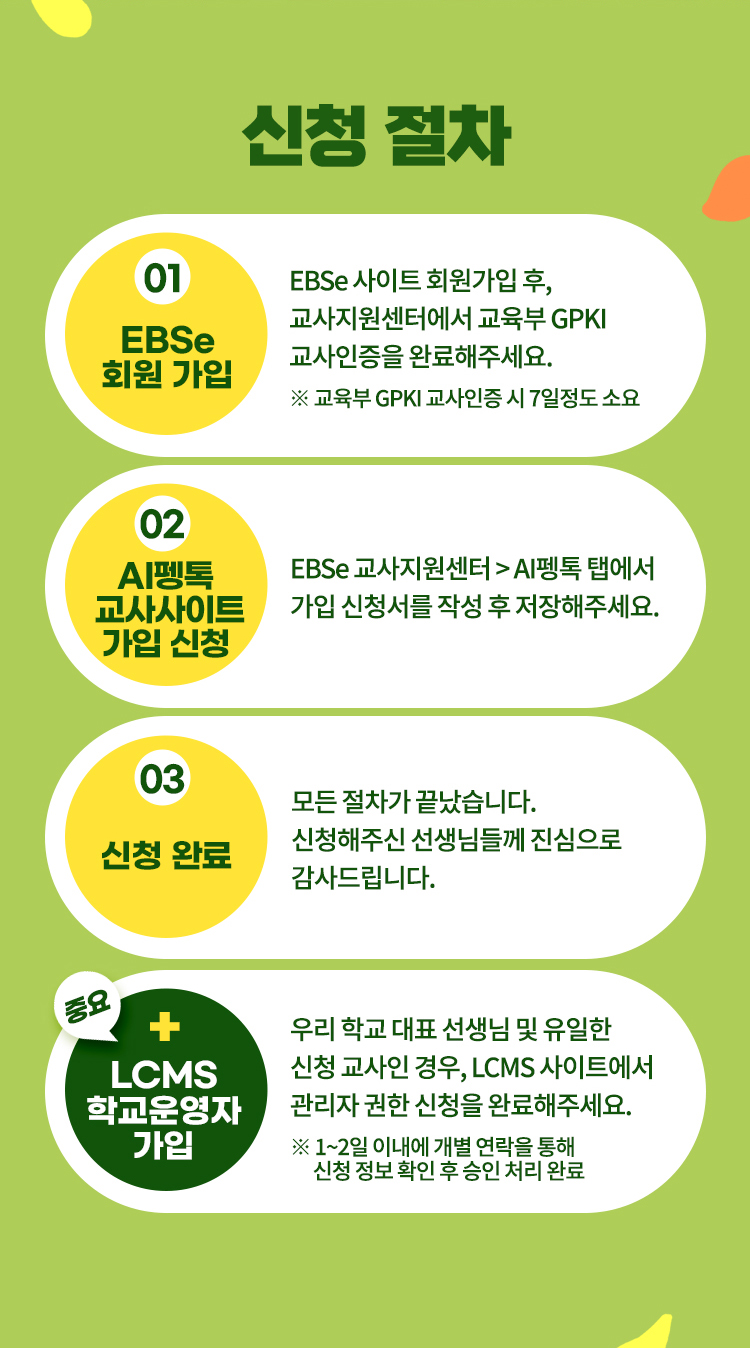 신청 절차
01
EBSe
회원 가입
EBSe 사이트 회원가입 후,
교사지원센터에서 교육부 GPKI
교사인증을 완료해주세요.
※ 교육부 GPKI 교사인증 시 7일정도 소요
02
AI펭톡
교사사이트
가입 신청
EBSe 교사지원센터 > AI펭톡 탭에서
가입 신청서를 작성 후 저장해주세요.
03
신청 완료
모든 절차가 끝났습니다.
신청해주신 선생님들께 진심으로
감사드립니다.
중요
+
LCMS
학교운영자
가입
우리 학교 대표 선생님 및 유일한
신청 교사인 경우, LCMS 사이트에서
관리자 권한 신청을 완료해주세요.
※ 1~2일 이내에 개별 연락을 통해
신청 정보 확인 후 승인 처리 완료